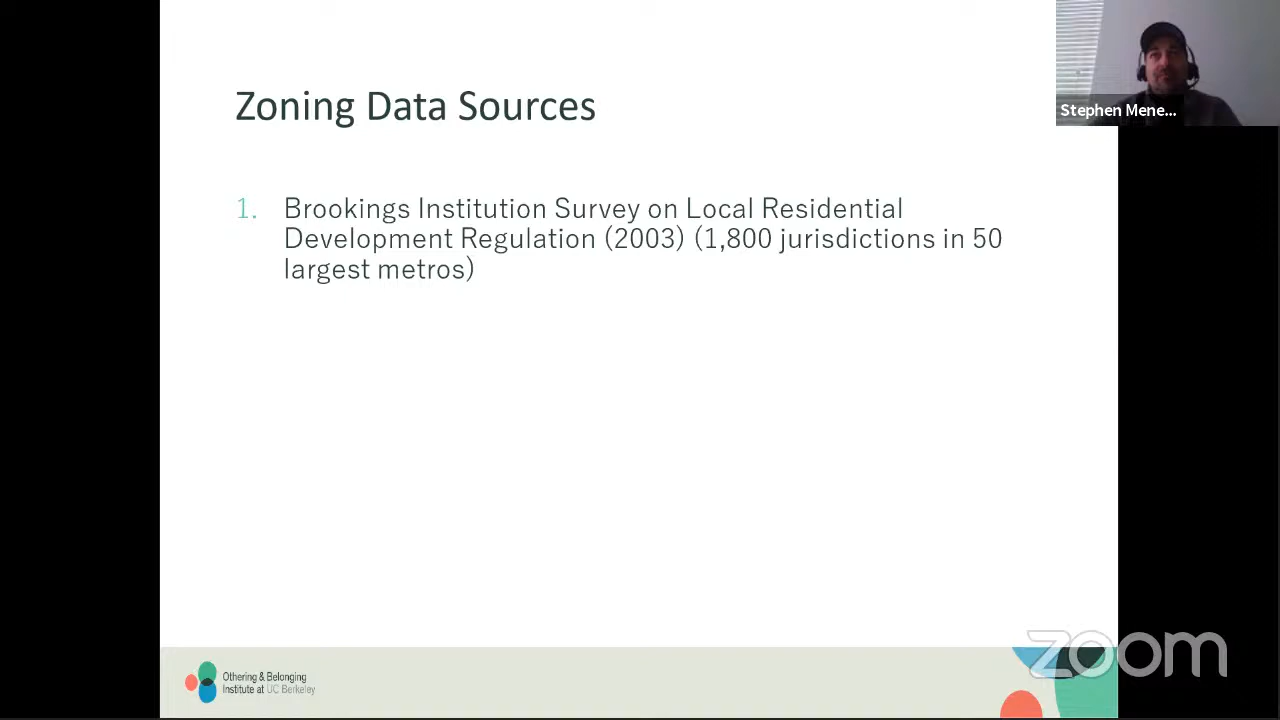 Zoning Data Sources
Stephen Mene...
1. Brookings Institution Survey on Local Residential
Development Regulation (2003) (1,800 jurisdictions in 50
largest metros)
Othering & Belonging
Institute at UC Berkeley
zoom